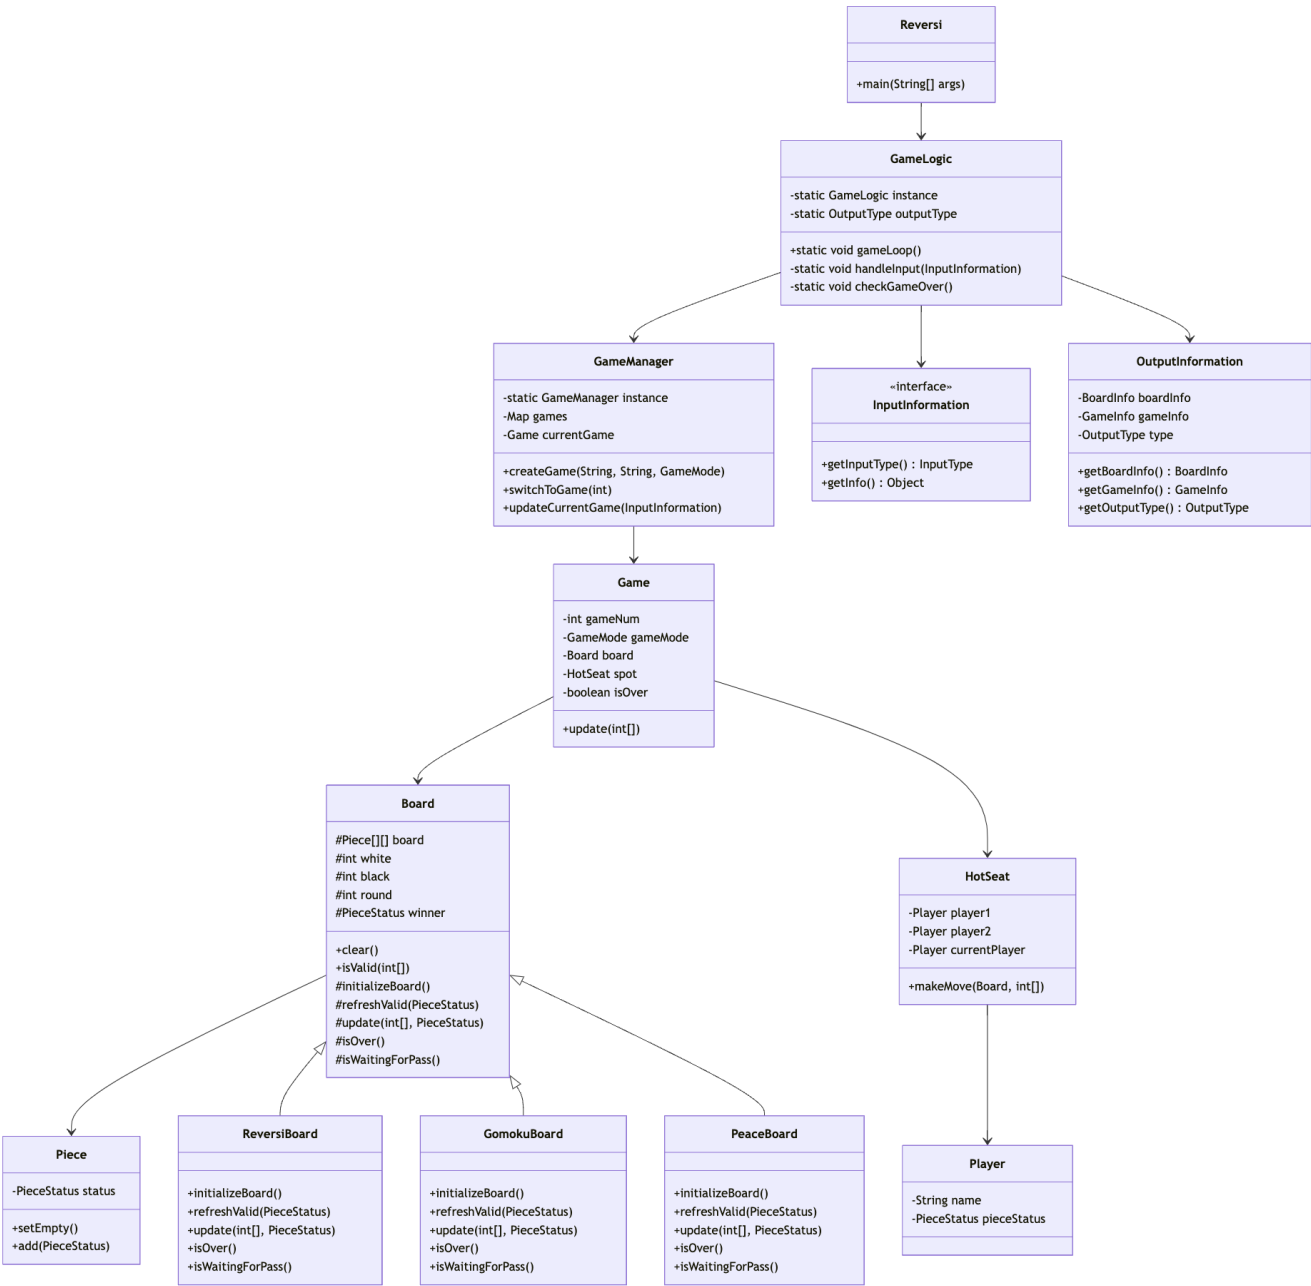 Reversi
+main(String[] args)
GameLogic
-static GameLogic instance
-static OutputType outputType
+static void gameLoop()
-static void handleInput(InputInformation)
-static void checkGameOver()
GameManager
-static GameManager instance
-Map games
-Game currentGame
+createGame(String, String, GameMode)
+switchToGame(int)
+updateCurrentGame(InputInformation)
«interface»
InputInformation
+getInputType() : InputType
+getInfo() : Object
OutputInformation
-BoardInfo boardInfo
-GameInfo gameInfo
-OutputType type
+getBoardInfo() : BoardInfo
+getGameInfo() : GameInfo
+getOutputType() : OutputType
Game
-int gameNum
-GameMode gameMode
-Board board
-HotSeat spot
-boolean isOver
+update(int[])
Board
#Piece[][] board
#int white
#int black
#int round
#PieceStatus winner
+clear()
+isValid(int[])
#initializeBoard()
#refreshValid(PieceStatus)
#update(int[], PieceStatus)
#isOver()
#isWaitingForPass()
HotSeat
-Player player1
-Player player2
-Player currentPlayer
+makeMove(Board, int[])
Piece
-PieceStatus status
+setEmpty()
+add(PieceStatus)
ReversiBoard
+initializeBoard()
+refreshValid(PieceStatus)
+update(int[], PieceStatus)
+isOver()
+isWaitingForPass()
GomokuBoard
+initializeBoard()
+refreshValid(PieceStatus)
+update(int[], PieceStatus)
+isOver()
+isWaitingForPass()
PeaceBoard
+initializeBoard()
+refreshValid(PieceStatus)
+update(int[], PieceStatus)
+isOver()
+isWaitingForPass()
Player
-String name
-PieceStatus pieceStatus